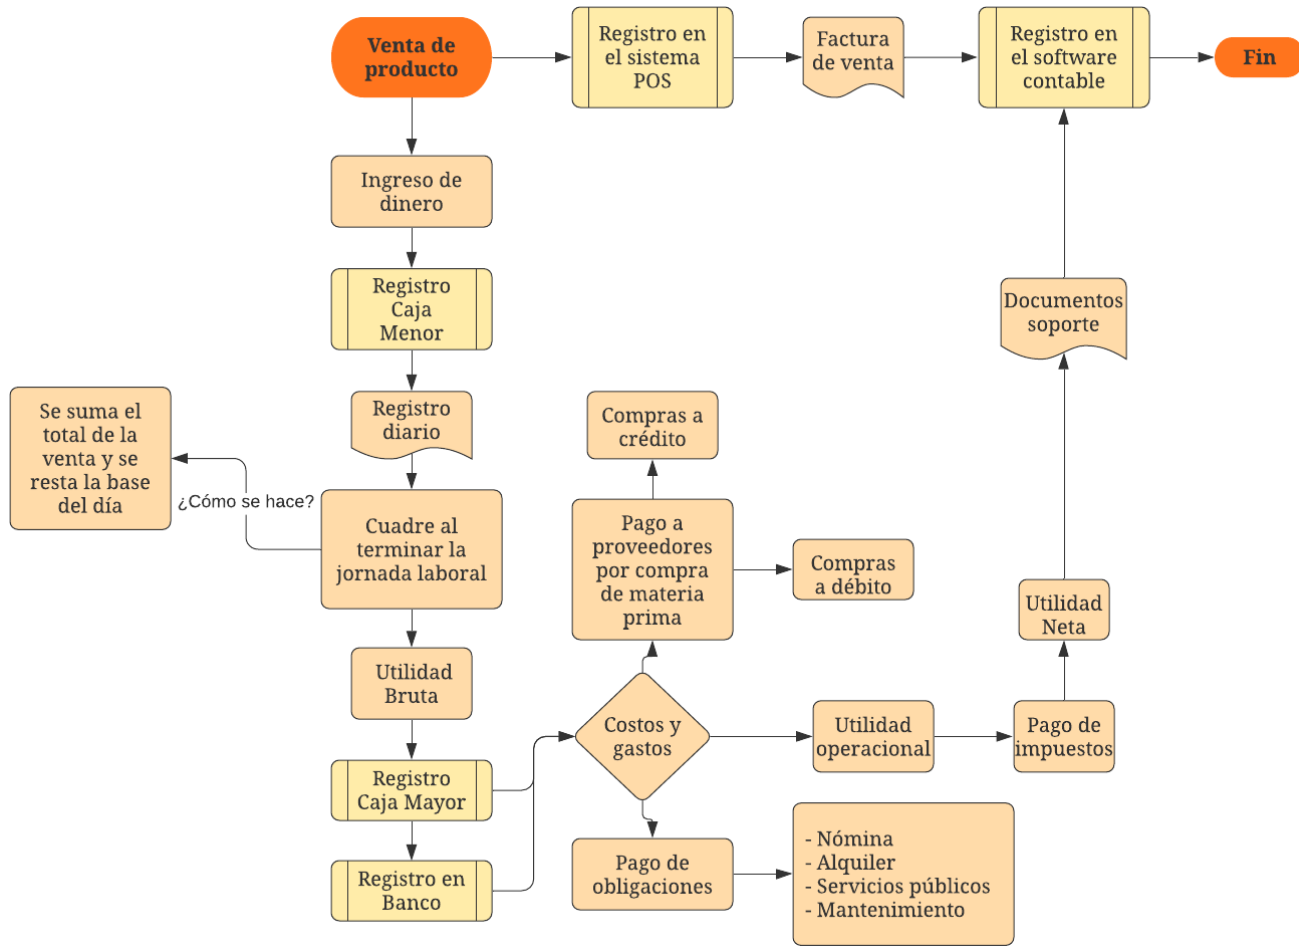 Venta de
producto
Registro en
el sistema
POS
Factura
de venta
Registro en
el software
contable
Fin
Ingreso de
dinero
Registro
Caja
Menor
Registro
diario
Se suma el
total de la
venta y se
resta la base
del día
¿Cómo se hace?
Cuadre al
terminar la
jornada laboral
Utilidad
Bruta
Registro
Caja Mayor
Registro en
Banco
Compras a
crédito
Pago a
proveedores
por compra
de materia
prima
Compras
a débito
Costos y
gastos
Pago de
obligaciones
- Nómina
- Alquiler
- Servicios públicos
- Mantenimiento
Utilidad
operacional
Pago de
impuestos
Utilidad
Neta
Documentos
soporte